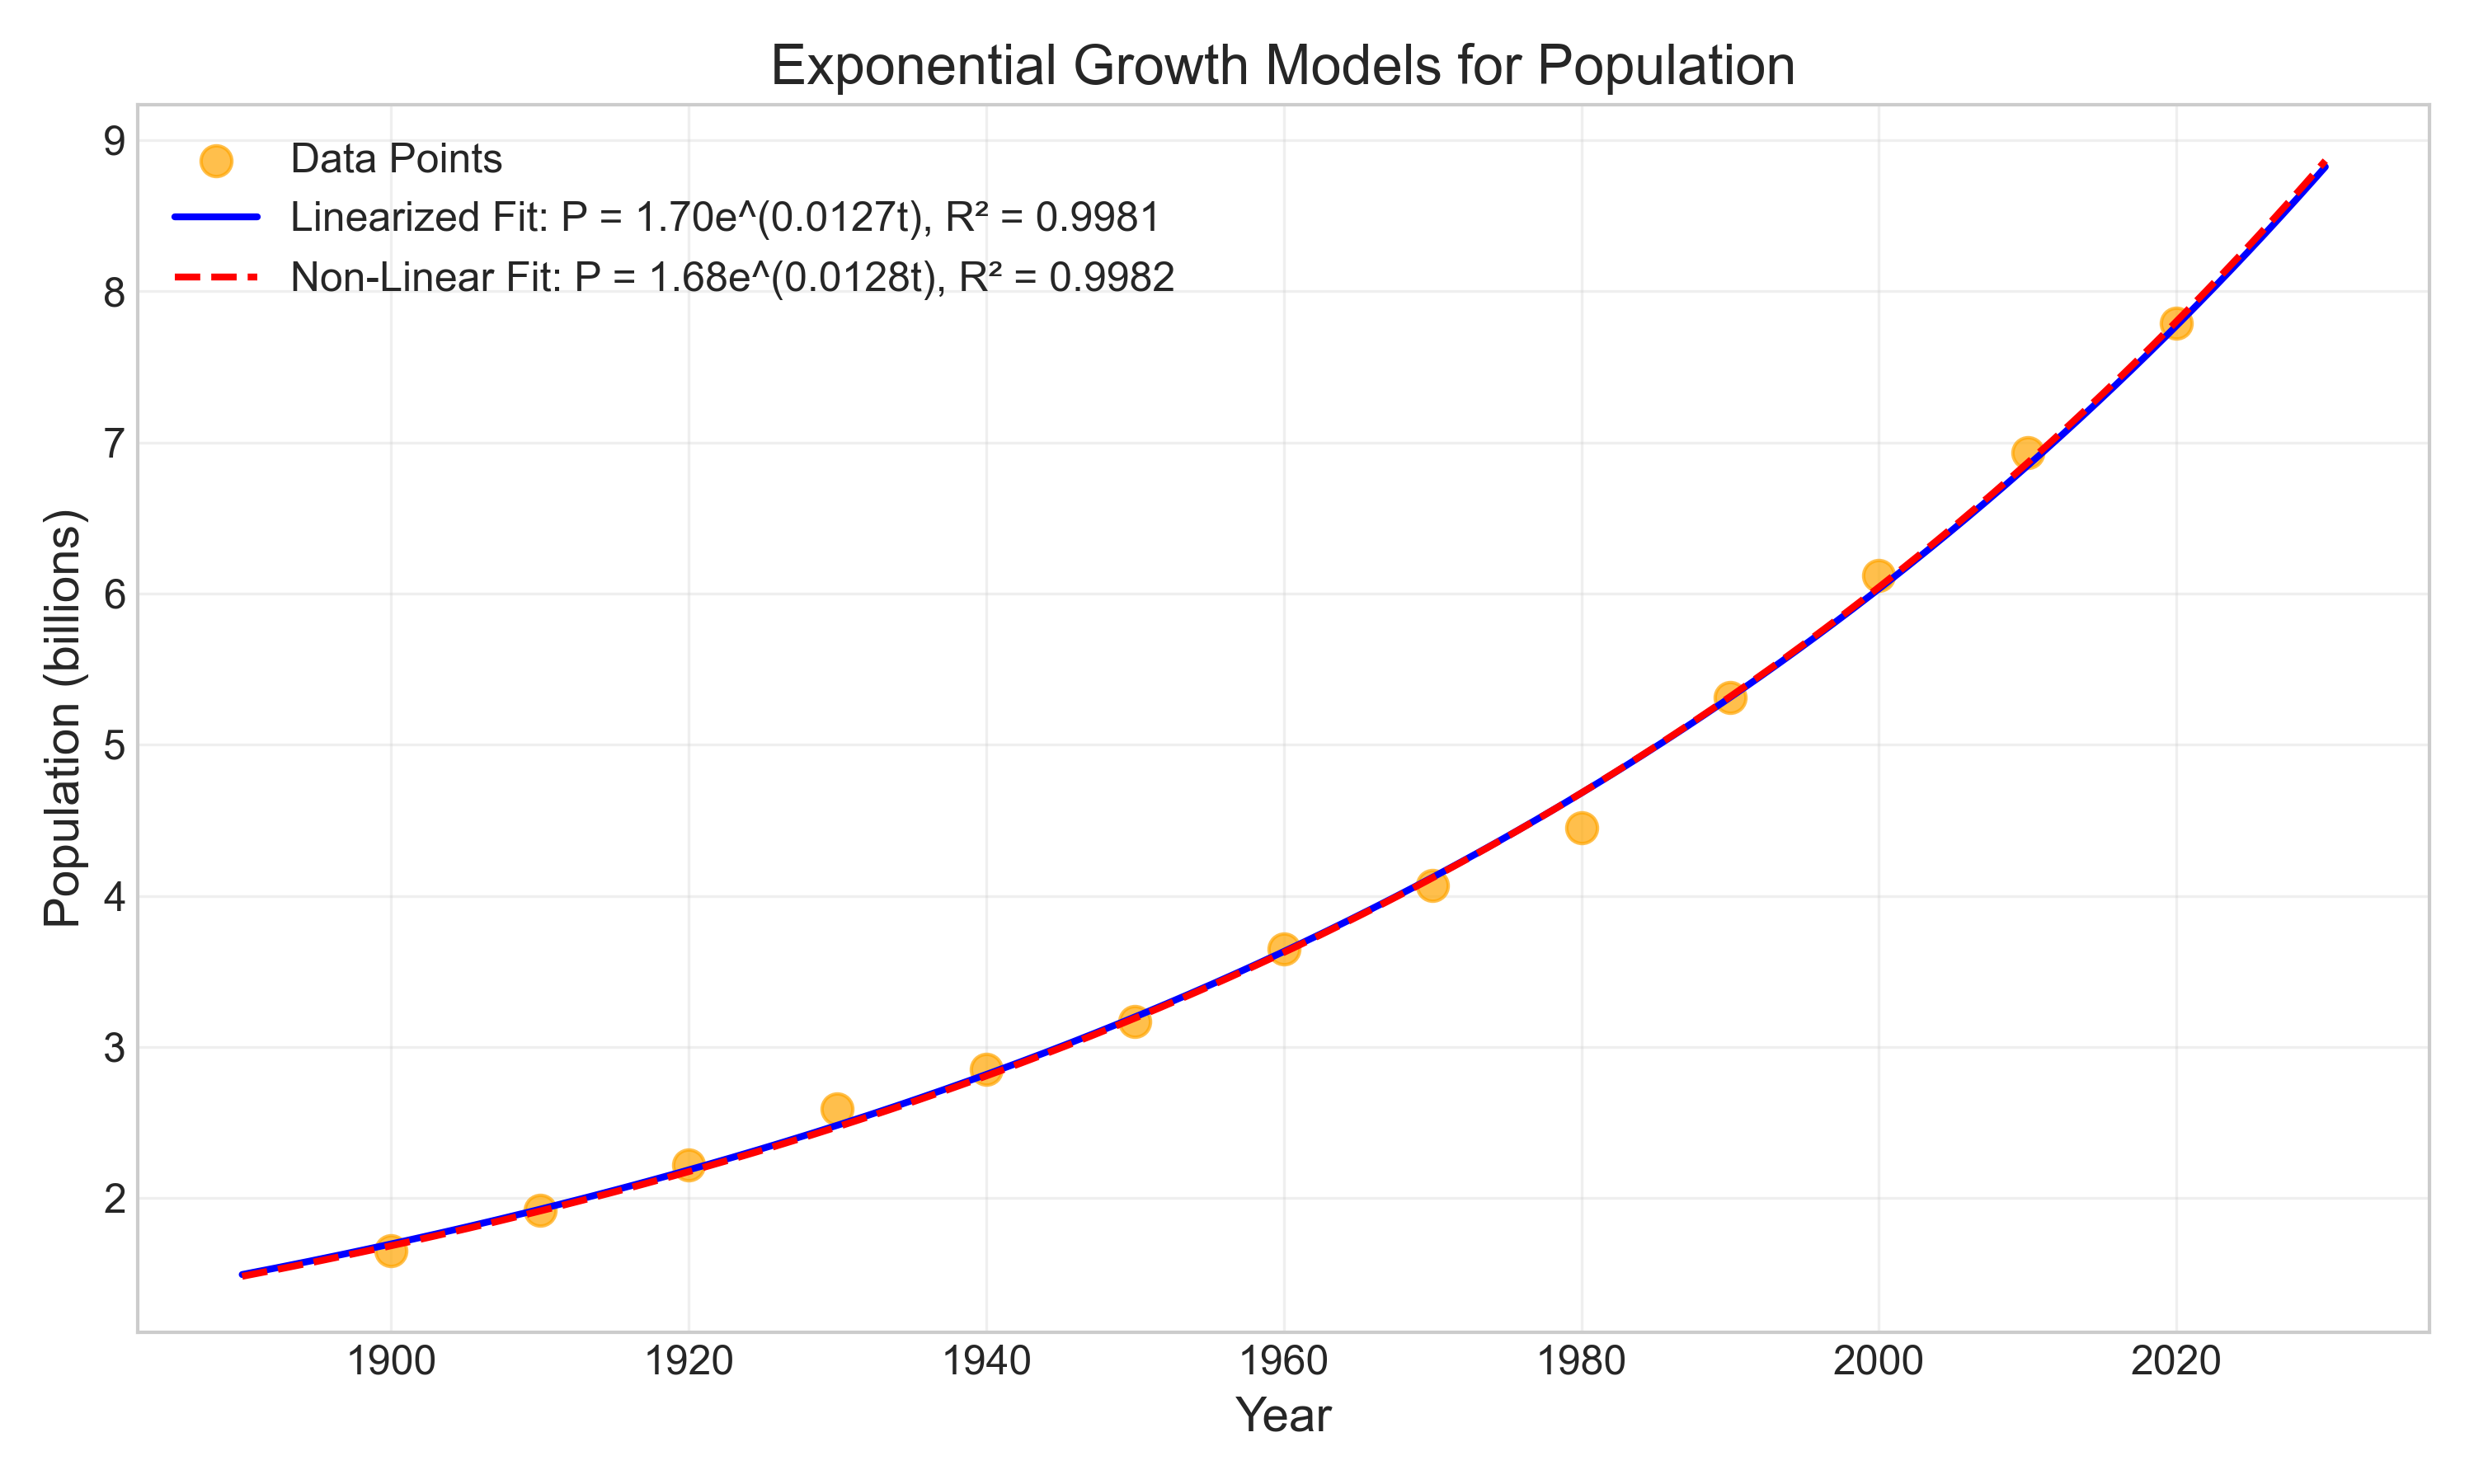 Exponential Growth Models for Population
9
8
7
6
5
4
3
2
Population (billions)
Data Points
Linearized Fit: P = 1.70e^(0.0127t), R² = 0.9981
Non-Linear Fit: P = 1.68e^(0.0128t), R² = 0.9982
1900 1920 1940 1960 1980 2000 2020
Year